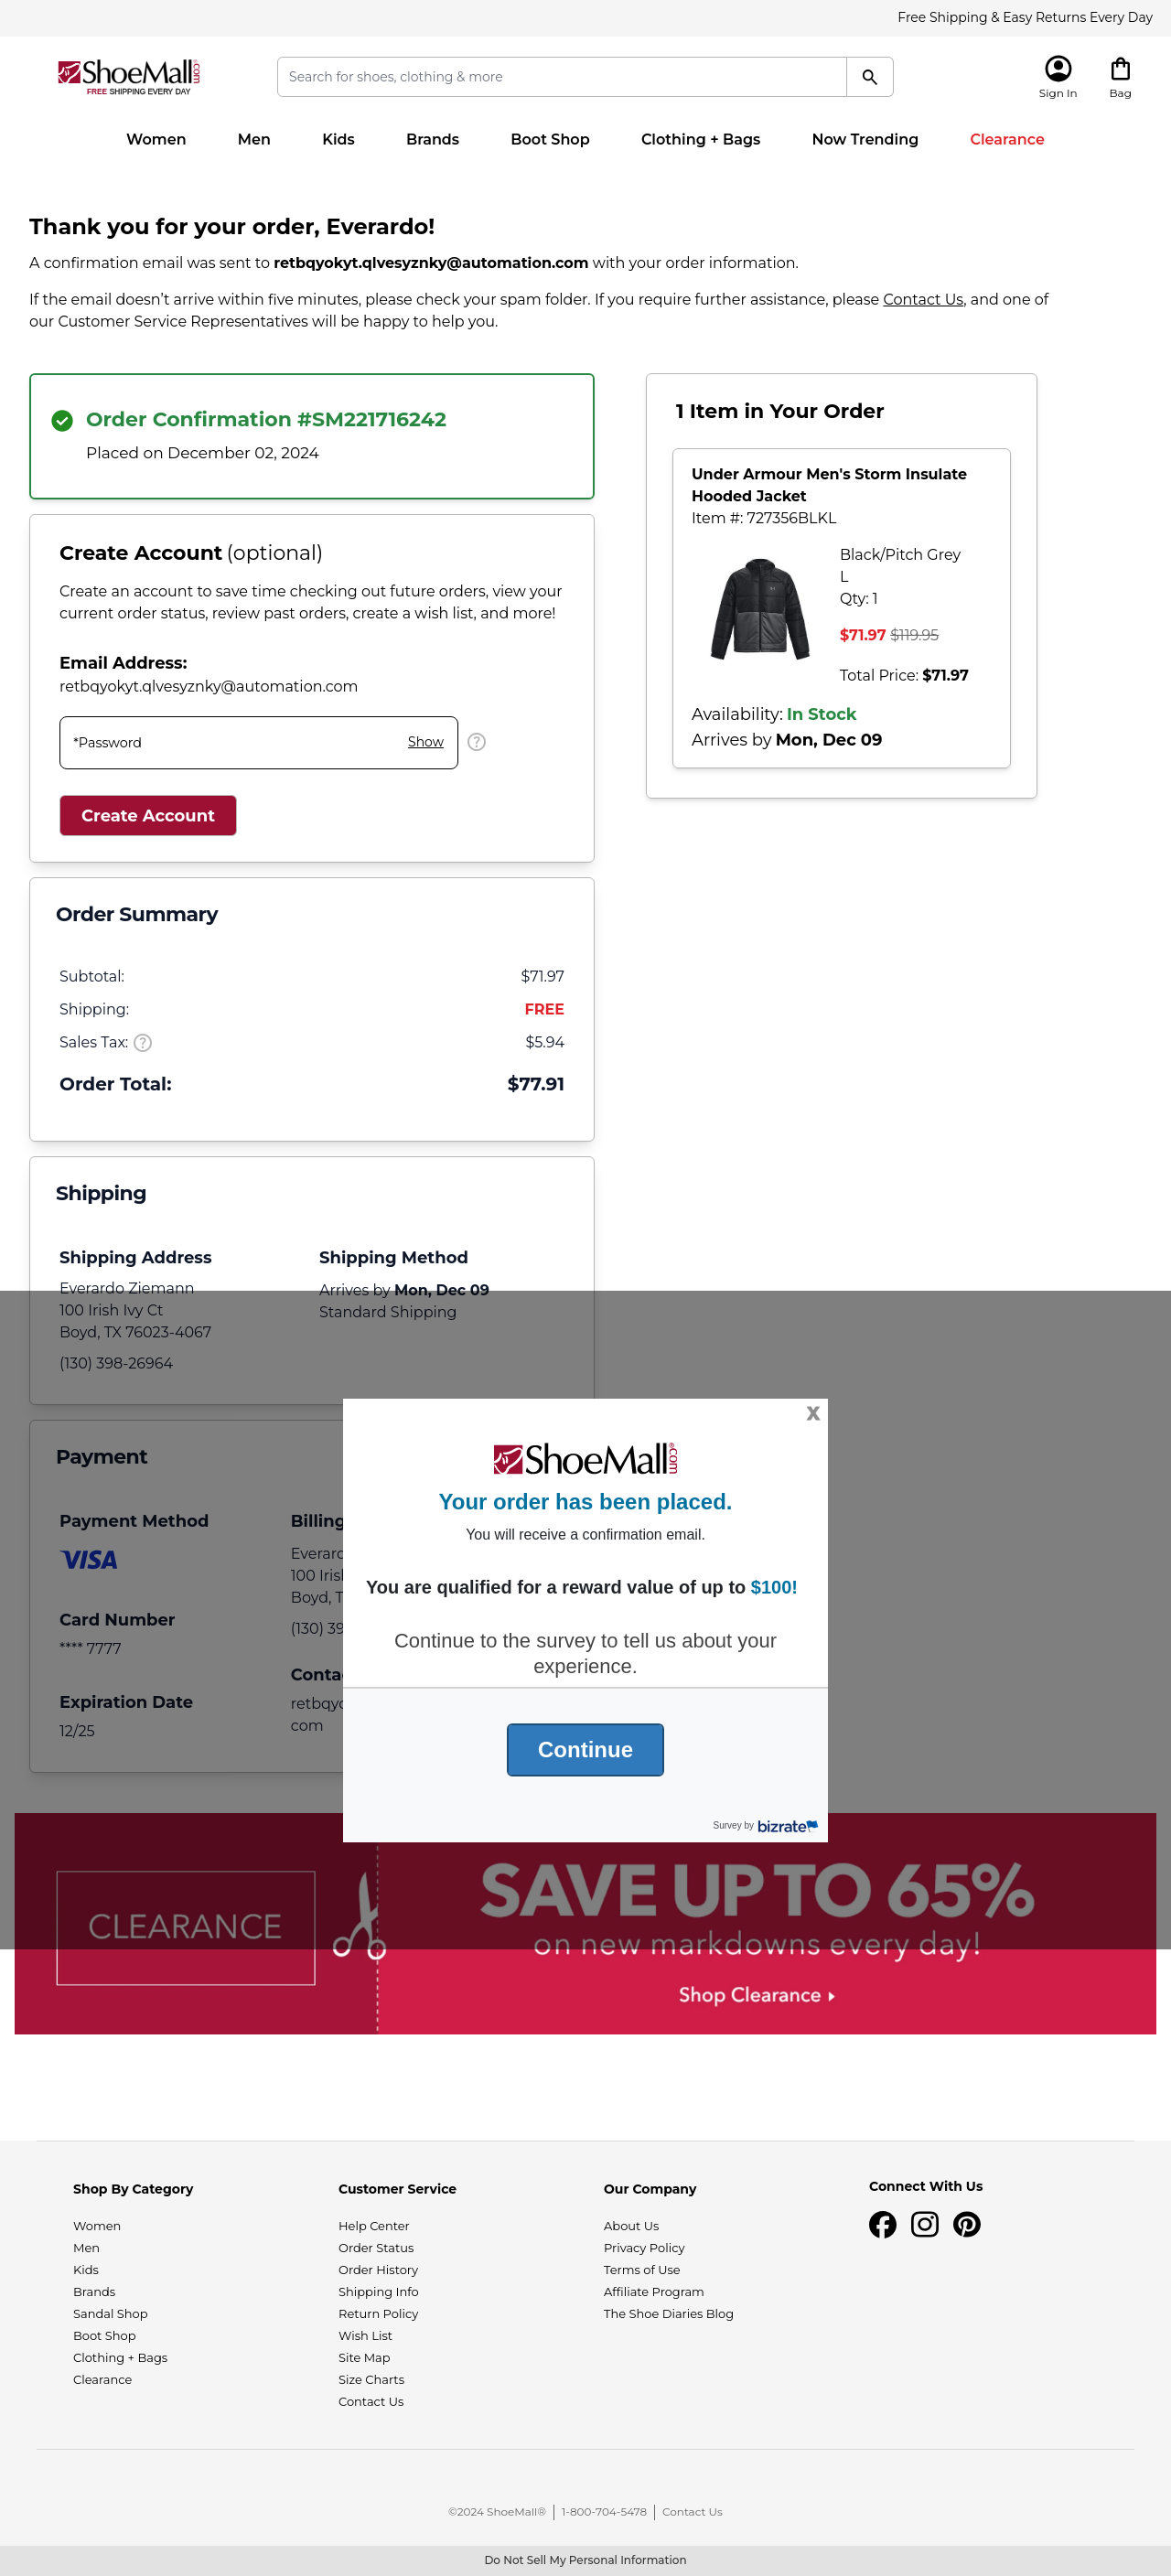 Free Shipping & Easy Returns Every Day
ShoeMall.com
FREE SHIPPING EVERY DAY
Search for shoes, clothing & more
Sign In
Bag
Women
Men
Kids
Brands
Boot Shop
Clothing + Bags
Now Trending
Clearance
Thank you for your order, Everardo!
A confirmation email was sent to retbqyokyt.qlvesyznky@automation.com with your order information.
If the email doesn’t arrive within five minutes, please check your spam folder. If you require further assistance, please Contact Us, and one of
our Customer Service Representatives will be happy to help you.
Order Confirmation #SM221716242
Placed on December 02, 2024
Create Account (optional)
Create an account to save time checking out future orders, view your
current order status, review past orders, create a wish list, and more!
Email Address:
retbqyokyt.qlvesyznky@automation.com
*Password
Show
?
Create Account
1 Item in Your Order
Under Armour Men's Storm Insulate
Hooded Jacket
Item #: 727356BLKL
Black/Pitch Grey
L
Qty: 1
$71.97 $119.95
Total Price: $71.97
Availability: In Stock
Arrives by Mon, Dec 09
Order Summary
Subtotal: $71.97
Shipping: FREE
Sales Tax: ? $5.94
Order Total: $77.91
Shipping
Shipping Address
Everardo Ziemann
100 Irish Ivy Ct
Boyd, TX 76023-4067
(130) 398-26964
Shipping Method
Arrives by Mon, Dec 09
Standard Shipping
Payment
Payment Method
VISA
Card Number
**** 7777
Expiration Date
12/25
Billing
Everard
100 Irish
Boyd, T
(130) 39
Contac
retbqyo
com
X
ShoeMall.com
Your order has been placed.
You will receive a confirmation email.
You are qualified for a reward value of up to $100!
Continue to the survey to tell us about your
experience.
Continue
Survey by bizrate
CLEARANCE
SAVE UP TO 65%
on new markdowns every day!
Shop Clearance
Shop By Category
Women
Men
Kids
Brands
Sandal Shop
Boot Shop
Clothing + Bags
Clearance
Customer Service
Help Center
Order Status
Order History
Shipping Info
Return Policy
Wish List
Site Map
Size Charts
Contact Us
Our Company
About Us
Privacy Policy
Terms of Use
Affiliate Program
The Shoe Diaries Blog
Connect With Us
©2024 ShoeMall® | 1-800-704-5478 | Contact Us
Do Not Sell My Personal Information